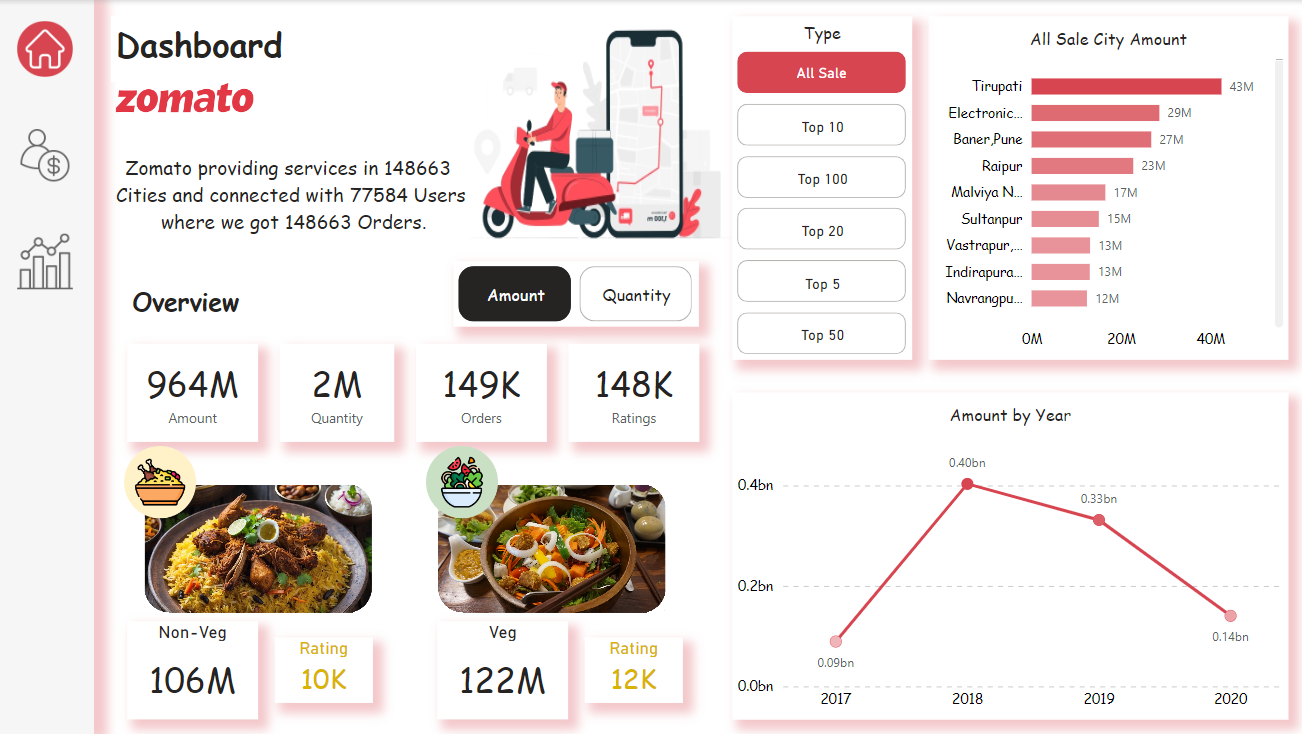 Dashboard
zomato
Zomato providing services in 148663
Cities and connected with 77584 Users
where we got 148663 Orders.
Overview
Amount
Quantity
964M
Amount
2M
Quantity
149K
Orders
148K
Ratings
Non-Veg
106M
Rating
10K
Veg
122M
Rating
12K
Type
All Sale
Top 10
Top 100
Top 20
Top 5
Top 50
All Sale City Amount
Tirupati 43M
Electronic... 29M
Baner,Pune 27M
Raipur 23M
Malviya N... 17M
Sultanpur 15M
Vastrapur,... 13M
Indirapura... 13M
Navrangpu... 12M
0M 20M 40M
Amount by Year
0.40bn
0.4bn
0.33bn
0.2bn
0.14bn
0.09bn
0.0bn
2017 2018 2019 2020